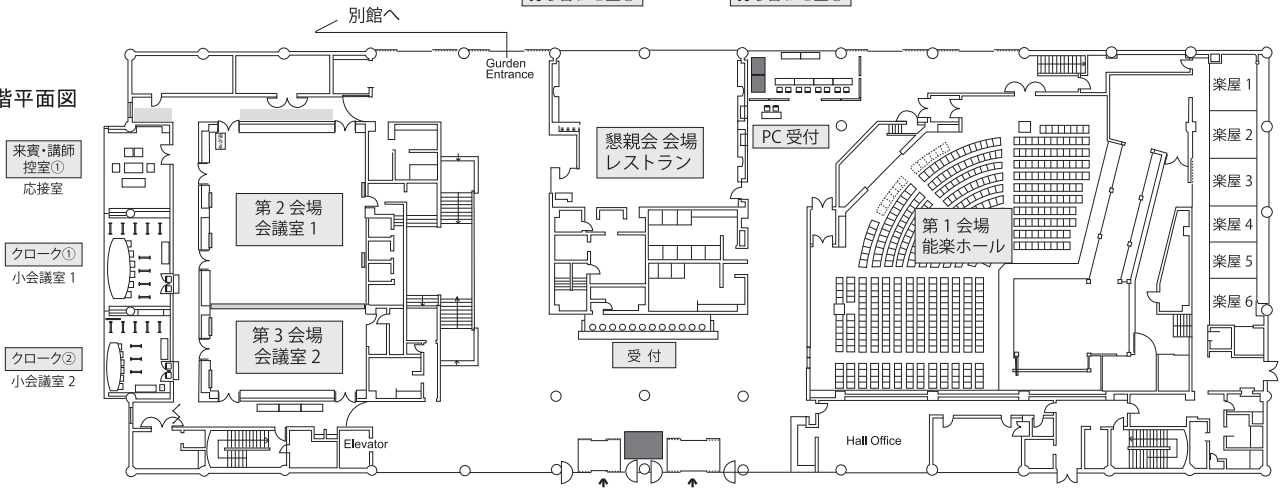 別館へ
Gurden
Entrance
階平面図
来賓・講師
控室①
応接室
クローク①
小会議室 1
クローク②
小会議室 2
第 2 会場
会議室 1
第 3 会場
会議室 2
Elevator
懇親会 会場
レストラン
受 付
PC 受付
第 1 会場
能楽ホール
Hall Office
楽屋 1
楽屋 2
楽屋 3
楽屋 4
楽屋 5
楽屋 6